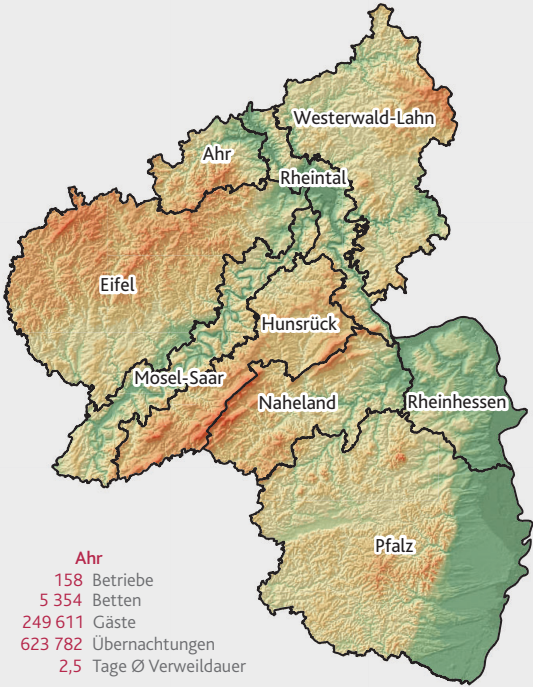 Westerwald-Lahn
Ahr
Rheintal
Eifel
Hunsrück
Mosel-Saar
Naheland
Rheinhessen
Pfalz
Ahr
158 Betriebe
5 354 Betten
249 611 Gäste
623 782 Übernachtungen
2,5 Tage Ø Verweildauer